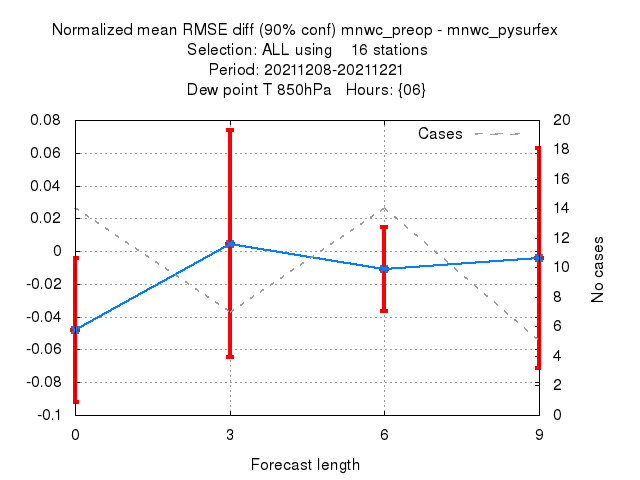 Normalized mean RMSE diff (90% conf) mnwc_preop - mnwc_pysurfex
Selection: ALL using    16 stations
Period: 20211208-20211221
Dew point T 850hPa   Hours: {06}
Cases
0.08
0.06
0.04
0.02
0
-0.02
-0.04
-0.06
-0.08
-0.1
20
18
16
14
12
10
8
6
4
2
0
No cases
0 3 6 9
Forecast length